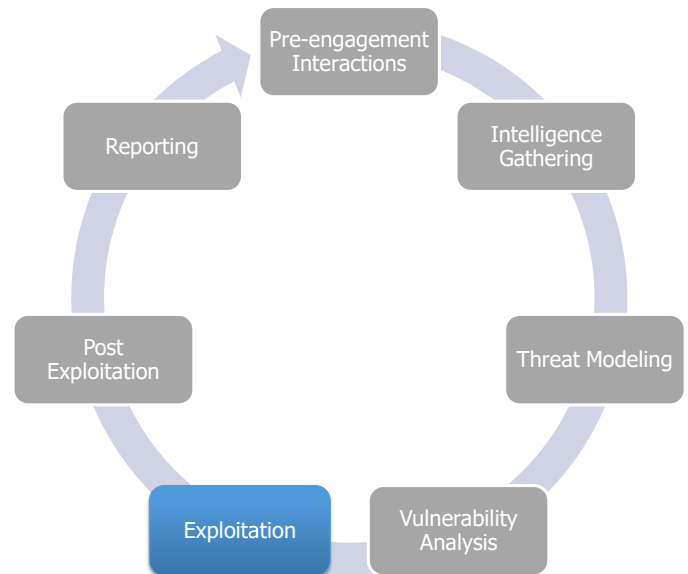 Pre-engagement
Interactions
Intelligence
Gathering
Threat Modeling
Vulnerability
Analysis
Exploitation
Post
Exploitation
Reporting